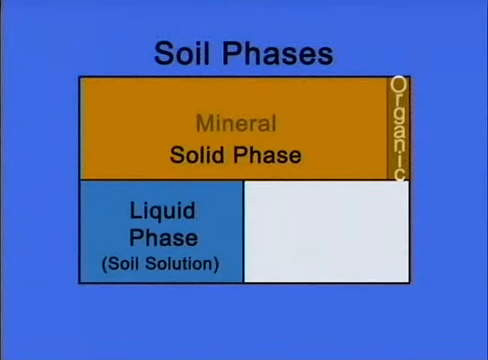 Soil Phases
Mineral
Solid Phase
Organic
Liquid
Phase
(Soil Solution)